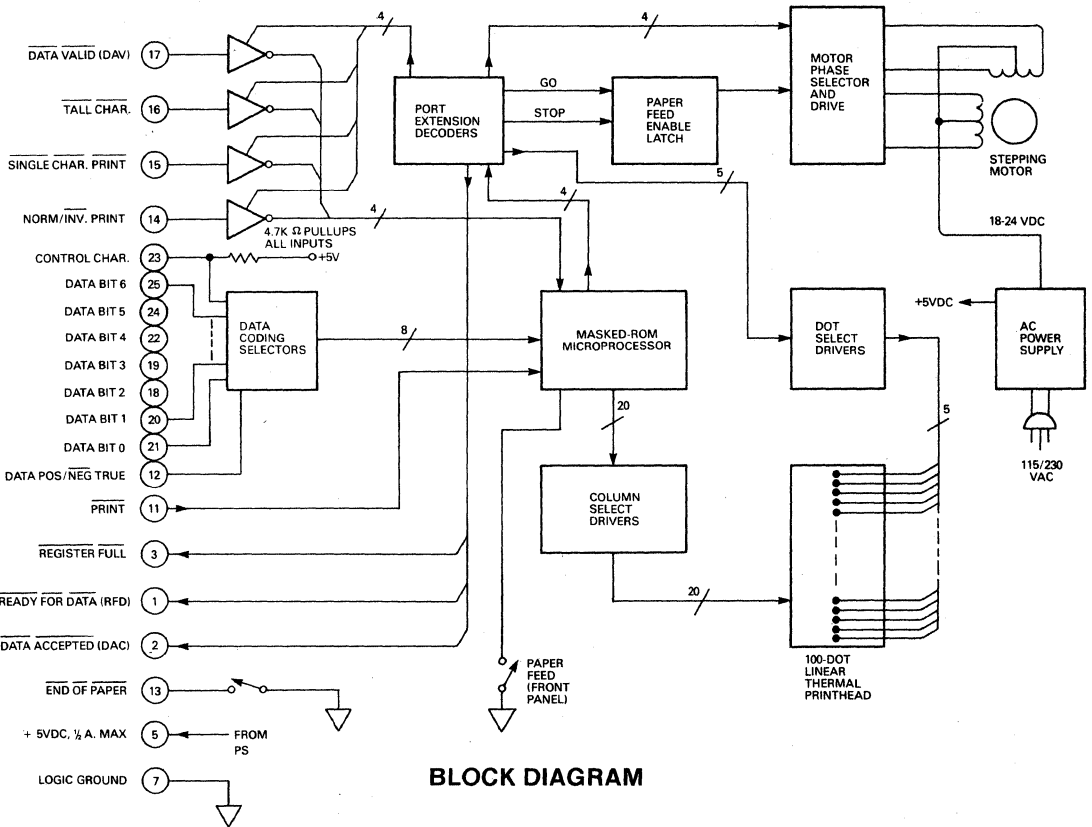 DATA VALID (DAV) 17
TALL CHAR. 16
SINGLE CHAR. PRINT 15
NORM/INV. PRINT 14
4.7K Ω PULLUPS
ALL INPUTS
CONTROL CHAR. 23
+5V
DATA BIT 6 25
DATA BIT 5 24
DATA BIT 4 22
DATA BIT 3 19
DATA BIT 2 18
DATA BIT 1 20
DATA BIT 0 21
DATA POS/NEG TRUE 12
PRINT 11
REGISTER FULL 3
READY FOR DATA (RFD) 1
DATA ACCEPTED (DAC) 2
END OF PAPER 13
+ 5VDC, ½ A. MAX 5
FROM
PS
LOGIC GROUND 7
DATA
CODING
SELECTORS
4
4
8
PORT
EXTENSION
DECODERS
GO
STOP
4
PAPER
FEED
ENABLE
LATCH
5
4
MOTOR
PHASE
SELECTOR
AND
DRIVE
STEPPING
MOTOR
18-24 VDC
MASKED-ROM
MICROPROCESSOR
20
COLUMN
SELECT
DRIVERS
20
PAPER
FEED
(FRONT
PANEL)
DOT
SELECT
DRIVERS
5
+5VDC
AC
POWER
SUPPLY
115/230
VAC
100-DOT
LINEAR
THERMAL
PRINTHEAD
BLOCK DIAGRAM